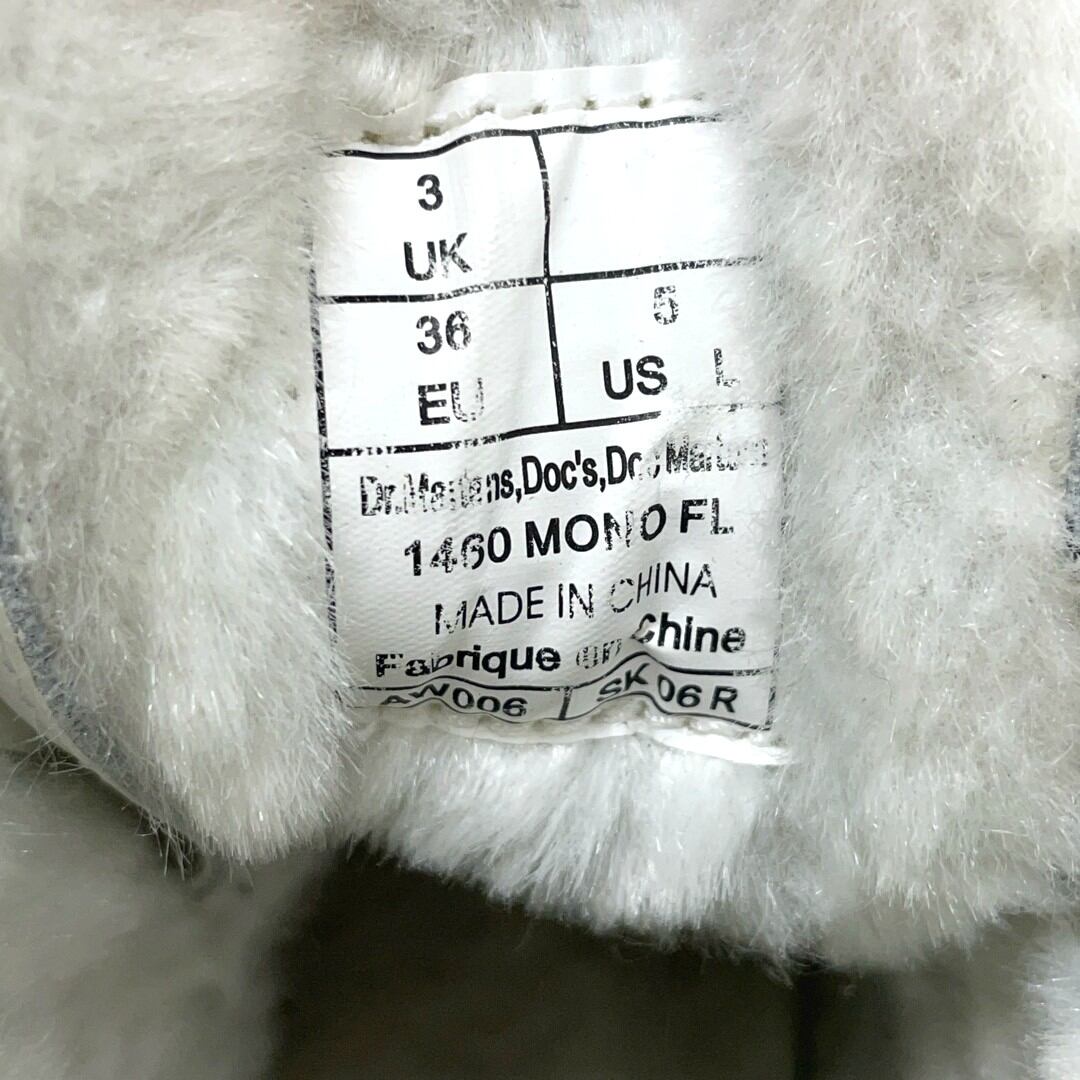 3
UK
36
EU
5
US L
Dr.Martens,Doc's,Doc Martens
1460 MONO FL
MADE IN CHINA
Fabrique en Chine
AW006 SK 06 R